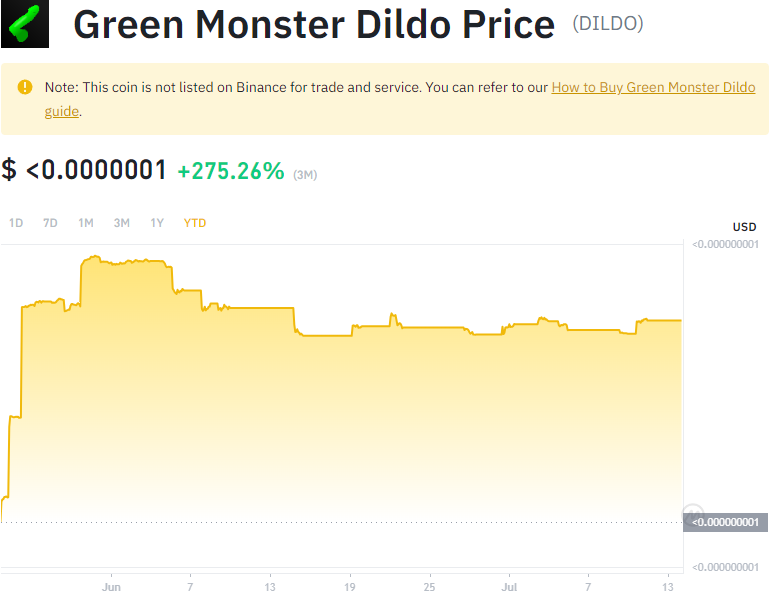 Green Monster Dildo Price (DILDO)
Note: This coin is not listed on Binance for trade and service. You can refer to our How to Buy Green Monster Dildo
guide.
$ <0.0000001 +275.26% (3M)
1D 7D 1M 3M 1Y YTD
USD
<0.000000001
<0.000000001
<0.000000001
Jun 7 13 19 25 Jul 7 13